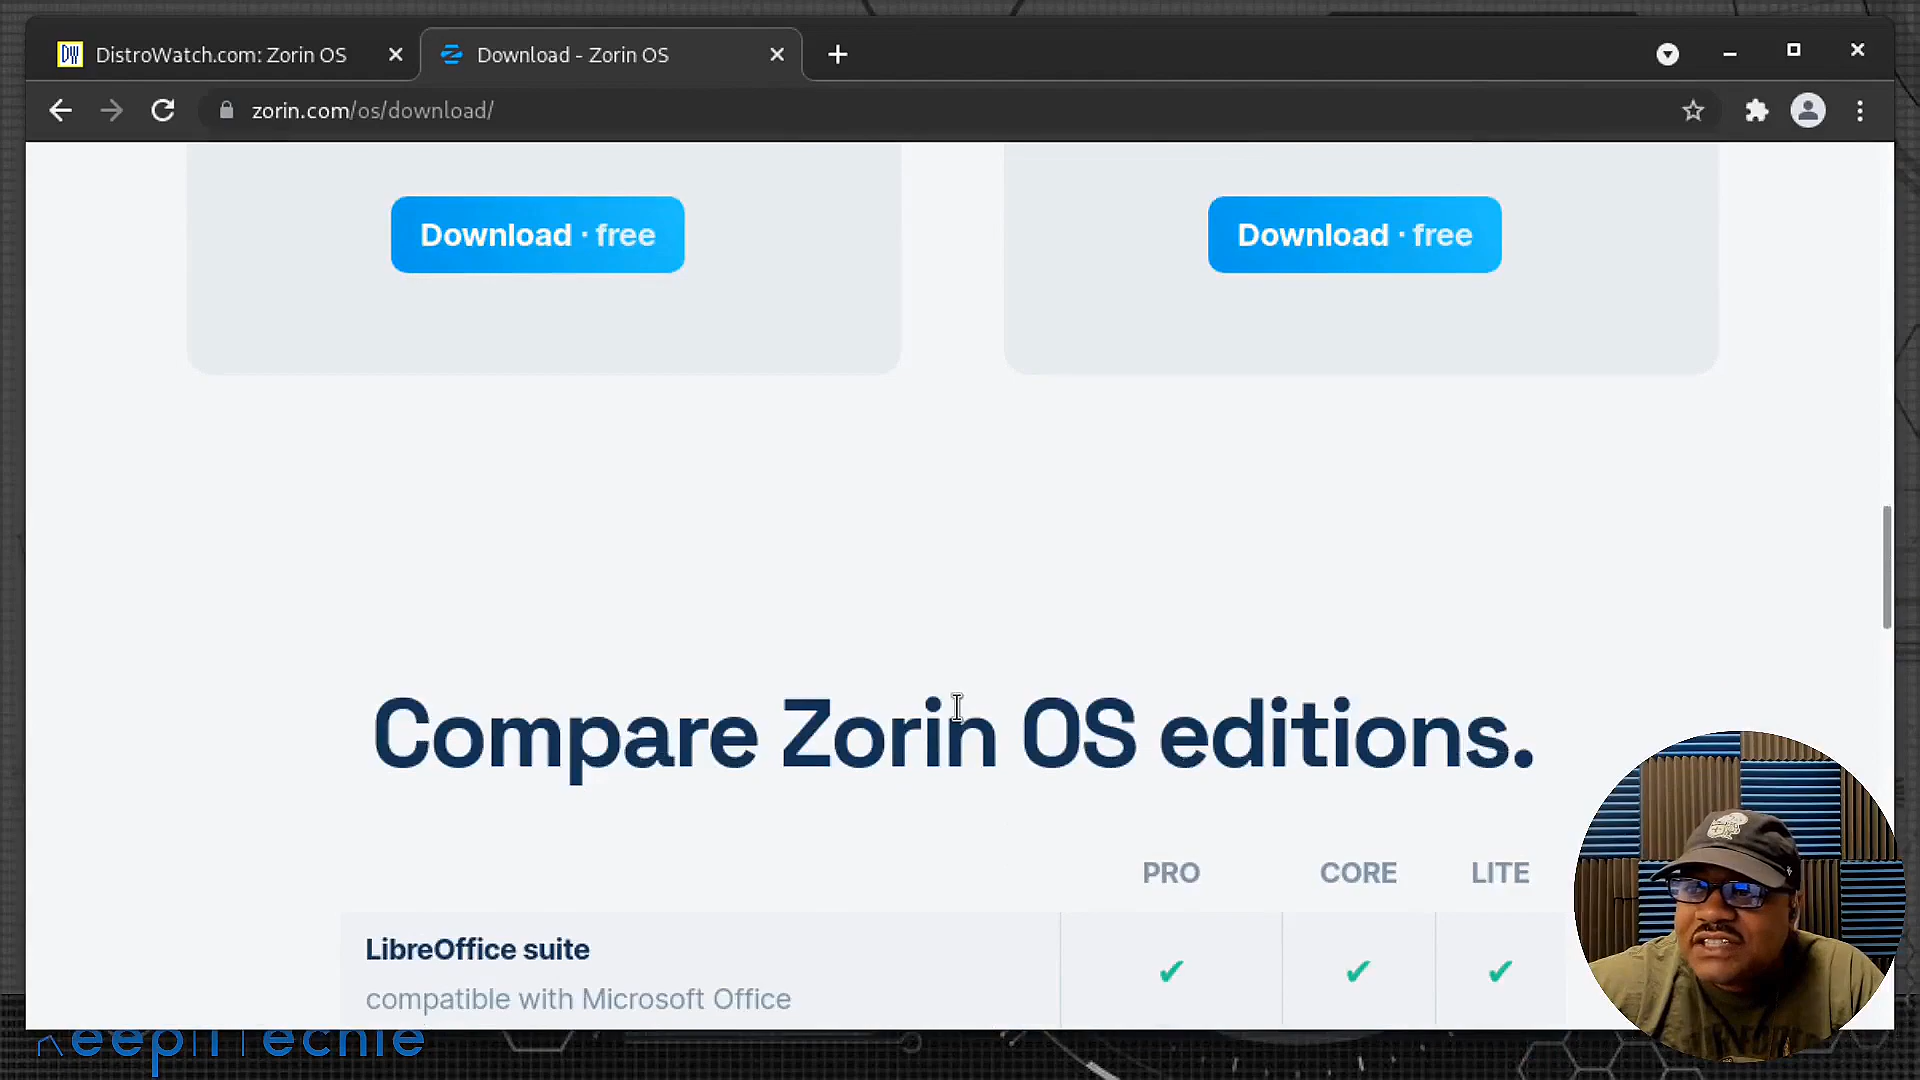 DistroWatch.com: Zorin OS
Download - Zorin OS
zorin.com/os/download/
Download · free
Download · free
Compare Zorin OS editions.
PRO CORE LITE
LibreOffice suite
compatible with Microsoft Office